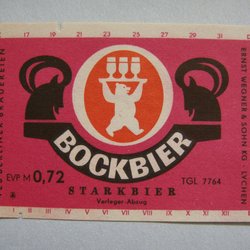 17 19 21 23 25 27 29 31
ERNST WEGNER & SOHN KG · LYCHEN
BOCKBIER
EVP M 0,72
TGL 7764
STARKBIER
Verleger-Abzug
II III IV V VI VII VIII IX X XI XII